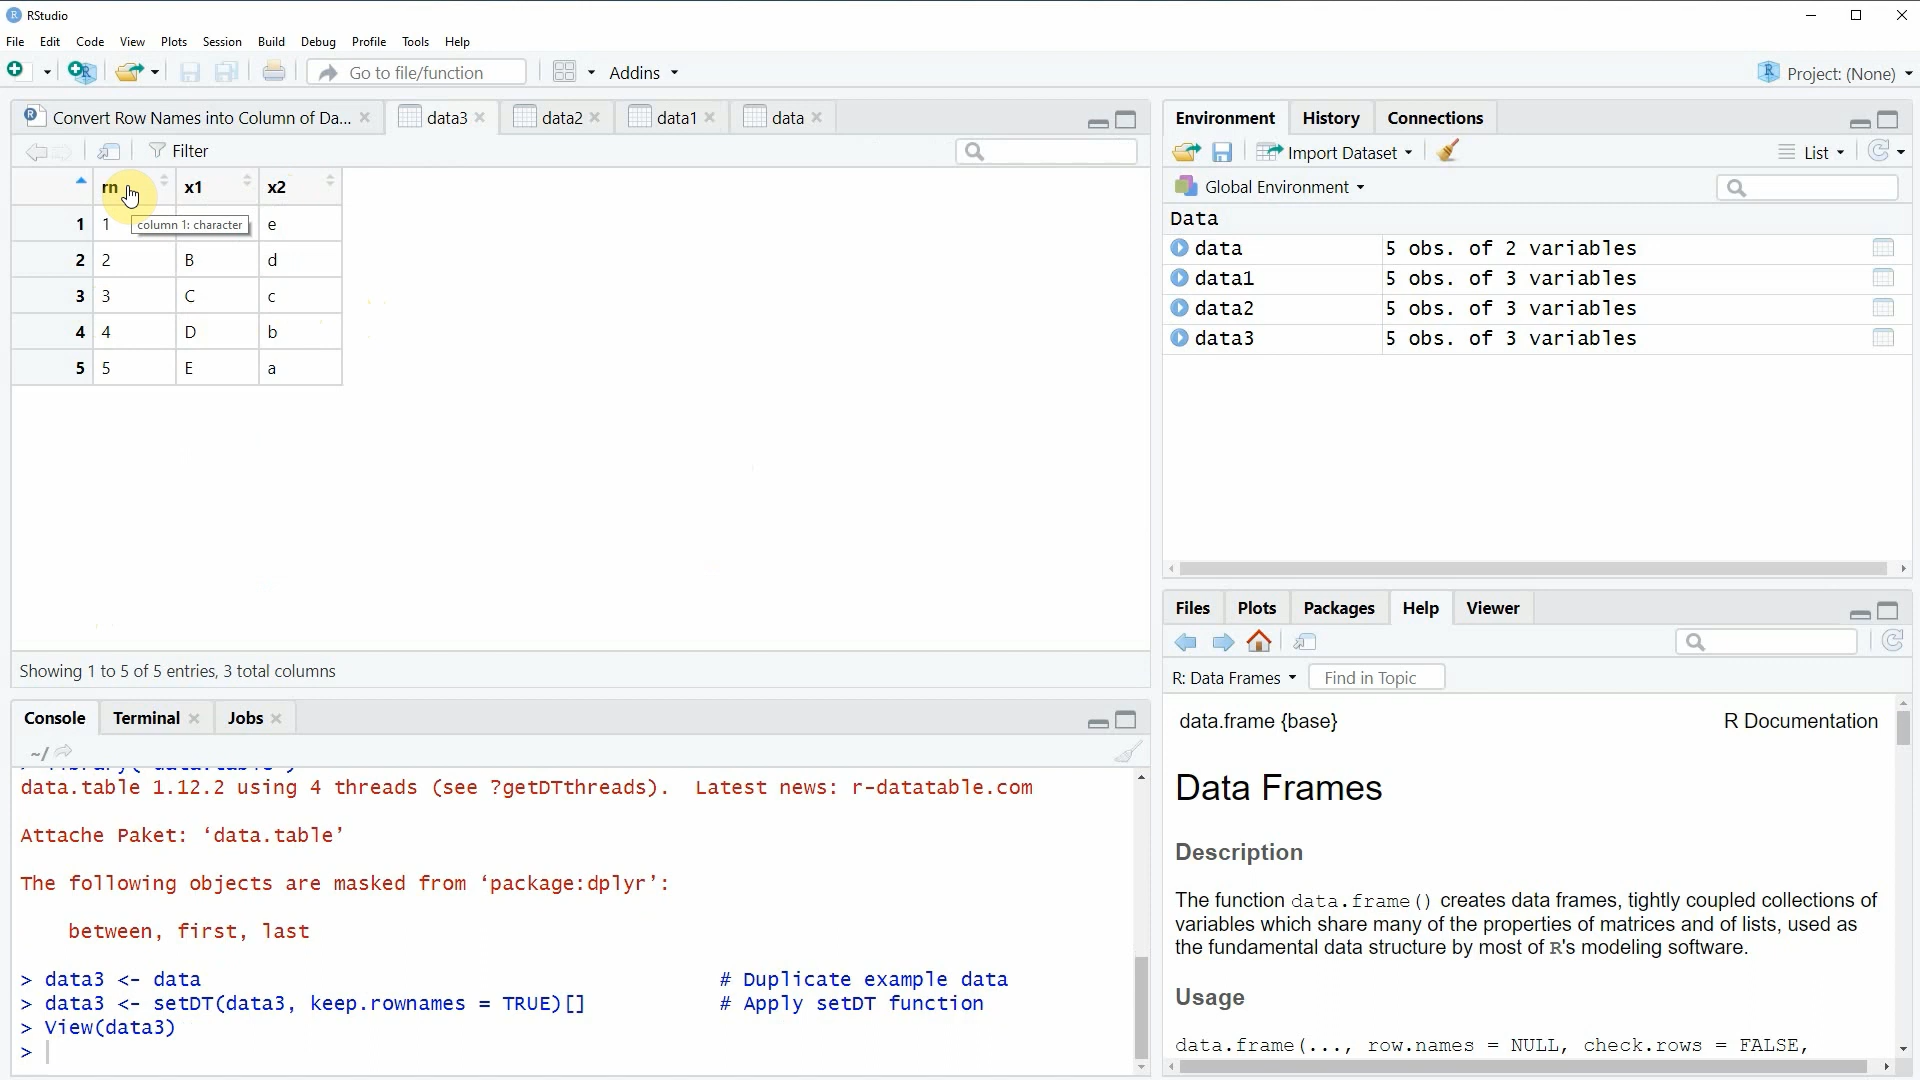 RStudio
File Edit Code View Plots Session Build Debug Profile Tools Help
Go to file/function Addins Project: (None)
Convert Row Names into Column of Da... data3 data2 data1 data
Filter
rn x1 x2
column 1: character
1 1 e
2 2 B d
3 3 C c
4 4 D b
5 5 E a
Showing 1 to 5 of 5 entries, 3 total columns
Console Terminal Jobs
~/
data.table 1.12.2 using 4 threads (see ?getDTthreads). Latest news: r-datatable.com
Attache Paket: ‘data.table’
The following objects are masked from ‘package:dplyr’:
between, first, last
> data3 <- data # Duplicate example data
> data3 <- setDT(data3, keep.rownames = TRUE)[] # Apply setDT function
> View(data3)
>
Environment History Connections
Import Dataset List
Global Environment
Data
data 5 obs. of 2 variables
data1 5 obs. of 3 variables
data2 5 obs. of 3 variables
data3 5 obs. of 3 variables
Files Plots Packages Help Viewer
R: Data Frames Find in Topic
data.frame {base} R Documentation
Data Frames
Description
The function data.frame() creates data frames, tightly coupled collections of
variables which share many of the properties of matrices and of lists, used as
the fundamental data structure by most of R's modeling software.
Usage
data.frame(..., row.names = NULL, check.rows = FALSE,